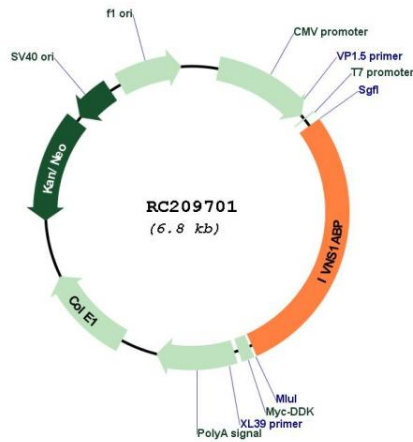 f1 ori
CMV promoter
SV40 ori
VP1.5 primer
T7 promoter
SgfI
Kan/Neo
RC209701
(6.8 kb)
IVNS1ABP
Col E1
MluI
Myc-DDK
XL39 primer
PolyA signal